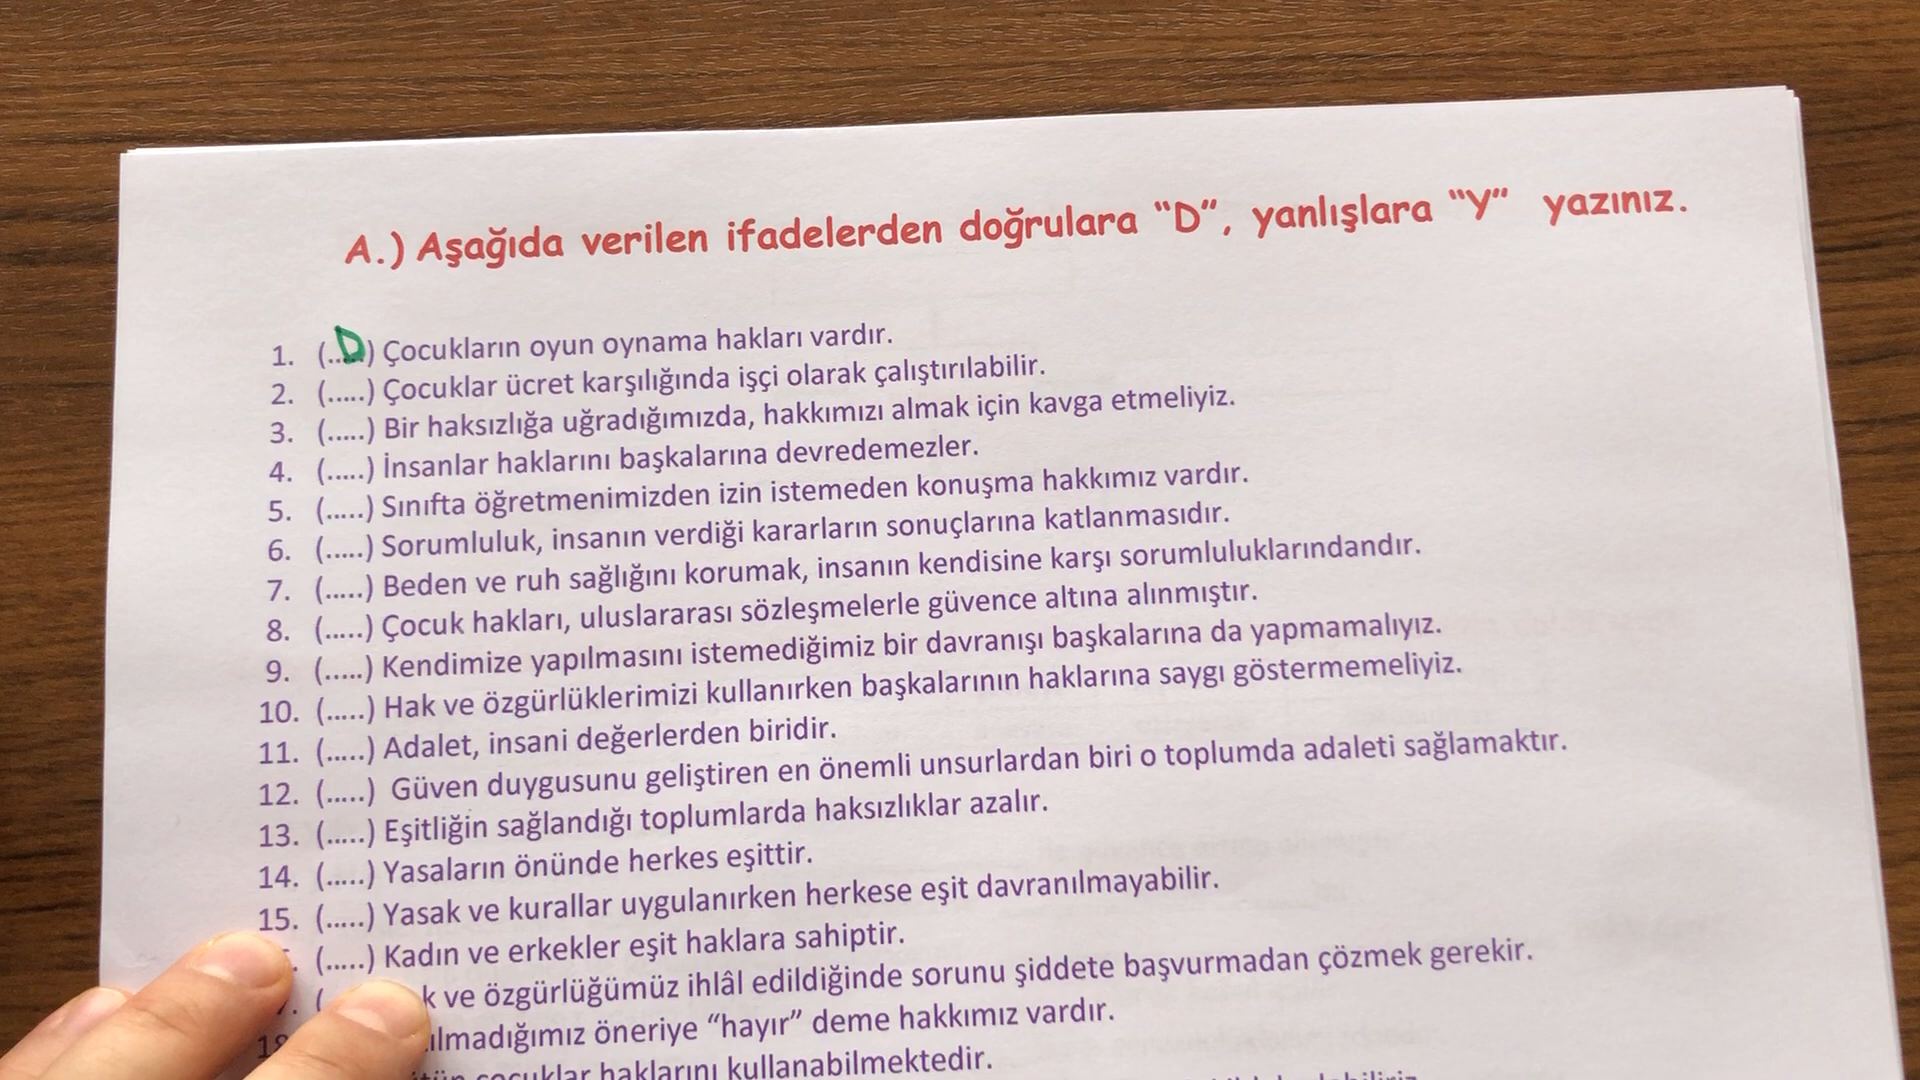 A.) Aşağıda verilen ifadelerden doğrulara “D”, yanlışlara “Y” yazınız.
1. (..D..) Çocukların oyun oynama hakları vardır.
2. (.....) Çocuklar ücret karşılığında işçi olarak çalıştırılabilir.
3. (.....) Bir haksızlığa uğradığımızda, hakkımızı almak için kavga etmeliyiz.
4. (.....) İnsanlar haklarını başkalarına devredemezler.
5. (.....) Sınıfta öğretmenimizden izin istemeden konuşma hakkımız vardır.
6. (.....) Sorumluluk, insanın verdiği kararların sonuçlarına katlanmasıdır.
7. (.....) Beden ve ruh sağlığını korumak, insanın kendisine karşı sorumluluklarındandır.
8. (.....) Çocuk hakları, uluslararası sözleşmelerle güvence altına alınmıştır.
9. (.....) Kendimize yapılmasını istemediğimiz bir davranışı başkalarına da yapmamalıyız.
10. (.....) Hak ve özgürlüklerimizi kullanırken başkalarının haklarına saygı göstermemeliyiz.
11. (.....) Adalet, insani değerlerden biridir.
12. (.....) Güven duygusunu geliştiren en önemli unsurlardan biri o toplumda adaleti sağlamaktır.
13. (.....) Eşitliğin sağlandığı toplumlarda haksızlıklar azalır.
14. (.....) Yasaların önünde herkes eşittir.
15. (.....) Yasak ve kurallar uygulanırken herkese eşit davranılmayabilir.
(.....) Kadın ve erkekler eşit haklara sahiptir.
k ve özgürlüğümüz ihlâl edildiğinde sorunu şiddete başvurmadan çözmek gerekir.
ılmadığımız öneriye “hayır” deme hakkımız vardır.
çocuklar haklarını kullanabilmektedir.